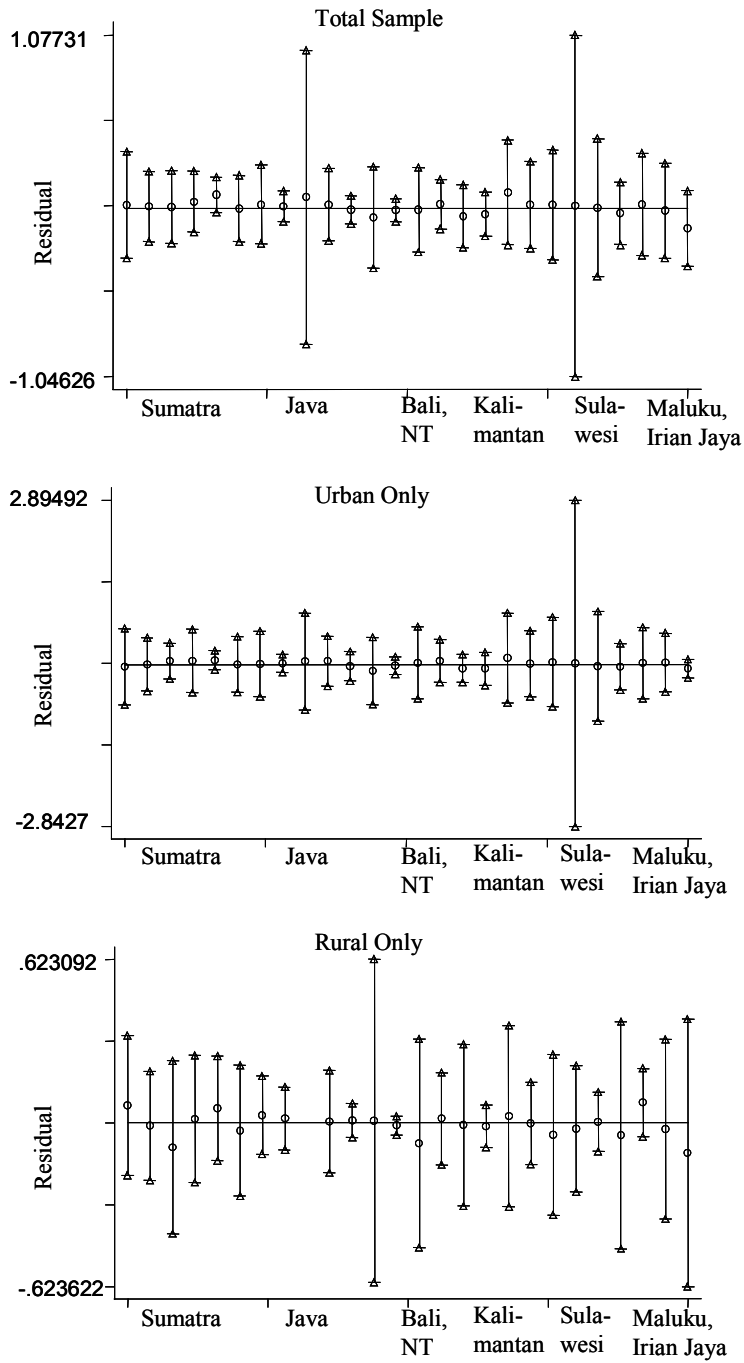 Total Sample
1.07731
Residual
-1.04626
Sumatra
Java
Bali,
NT
Kali-
mantan
Sula-
wesi
Maluku,
Irian Jaya
Urban Only
2.89492
Residual
-2.8427
Sumatra
Java
Bali,
NT
Kali-
mantan
Sula-
wesi
Maluku,
Irian Jaya
Rural Only
.623092
Residual
-.623622
Sumatra
Java
Bali,
NT
Kali-
mantan
Sula-
wesi
Maluku,
Irian Jaya